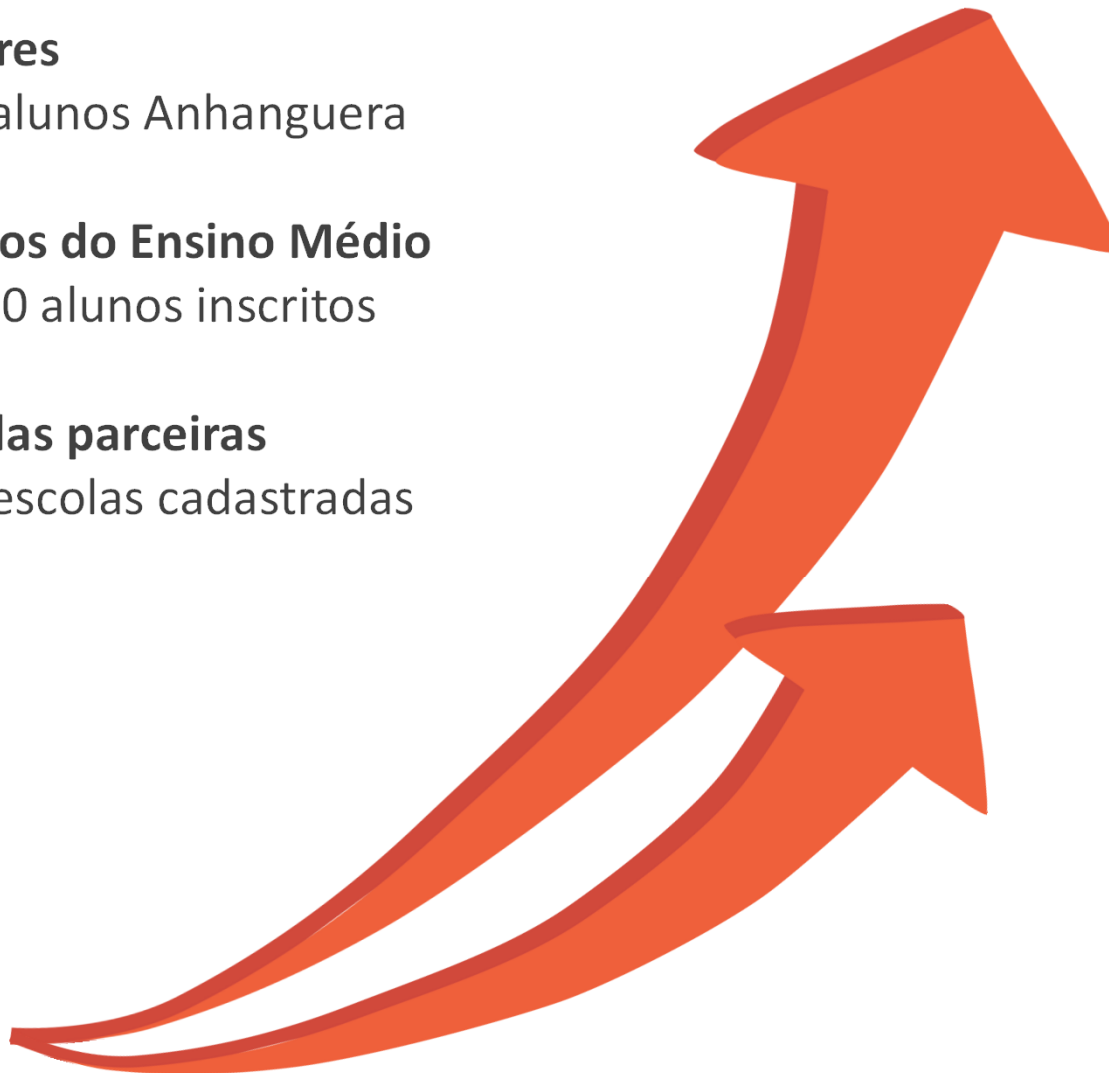 res
alunos Anhanguera
os do Ensino Médio
0 alunos inscritos
las parceiras
escolas cadastradas